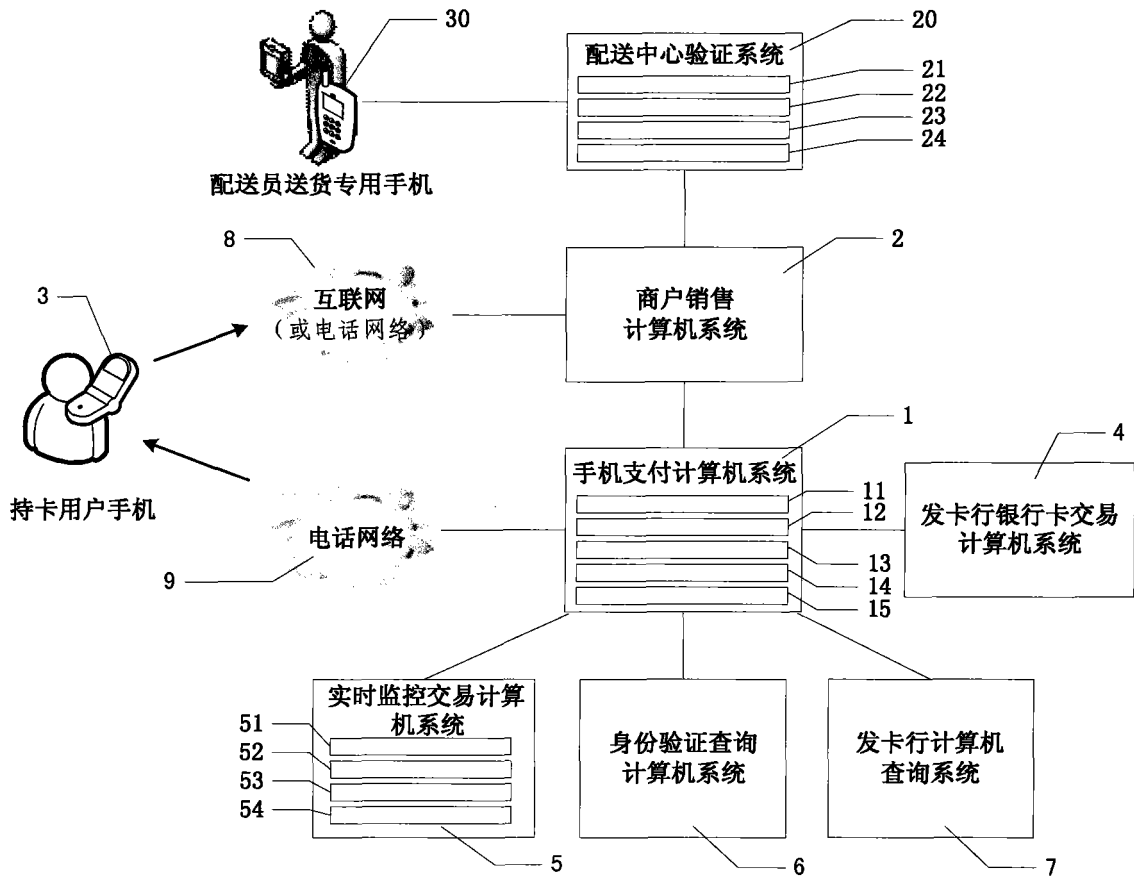 30
20
配送中心验证系统
21
22
23
24
配送员送货专用手机
8
2
3
互联网
（或电话网络）
商户销售
计算机系统
1
4
手机支付计算机系统
11
12
13
14
15
持卡用户手机
电话网络
9
发卡行银行卡交易
计算机系统
实时监控交易计算
机系统
51
52
53
54
身份验证查询
计算机系统
发卡行计算机
查询系统
5
6
7